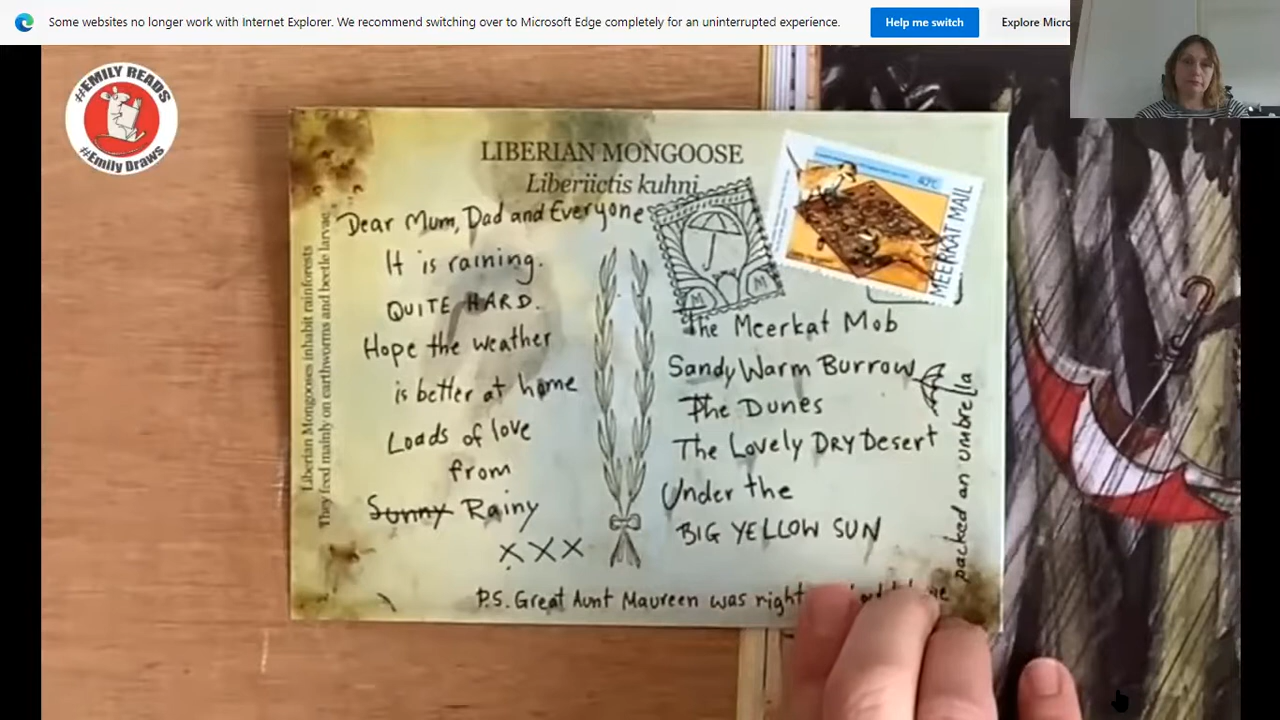 Some websites no longer work with Internet Explorer. We recommend switching over to Microsoft Edge completely for an uninterrupted experience.
Help me switch
Explore
#EMILY READS
#Emily Draws
LIBERIAN MONGOOSE
Liberiictis kuhni
Dear Mum, Dad and Everyone
It is raining.
QUITE HARD.
Hope the weather
is better at home
Loads of love
from
Sunny Rainy
XXX
P.S. Great Aunt Maureen was right
packed an umbrella
Liberian Mongooses inhabit rainforests
They feed mainly on earthworms and beetle larvae
40c
MEERKAT MAIL
M M
The Meerkat Mob
Sandy Warm Burrow
The Dunes
The Lovely DRY Desert
Under the
BIG YELLOW SUN